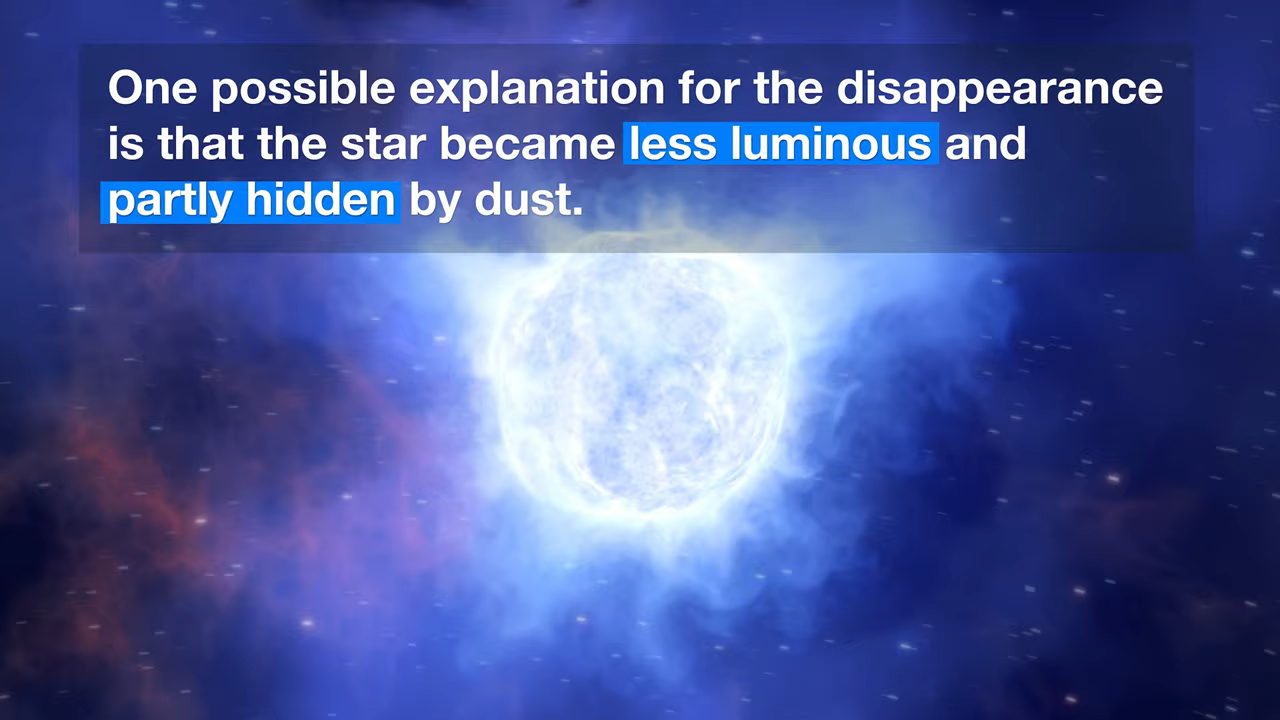 One possible explanation for the disappearance
is that the star became less luminous and
partly hidden by dust.